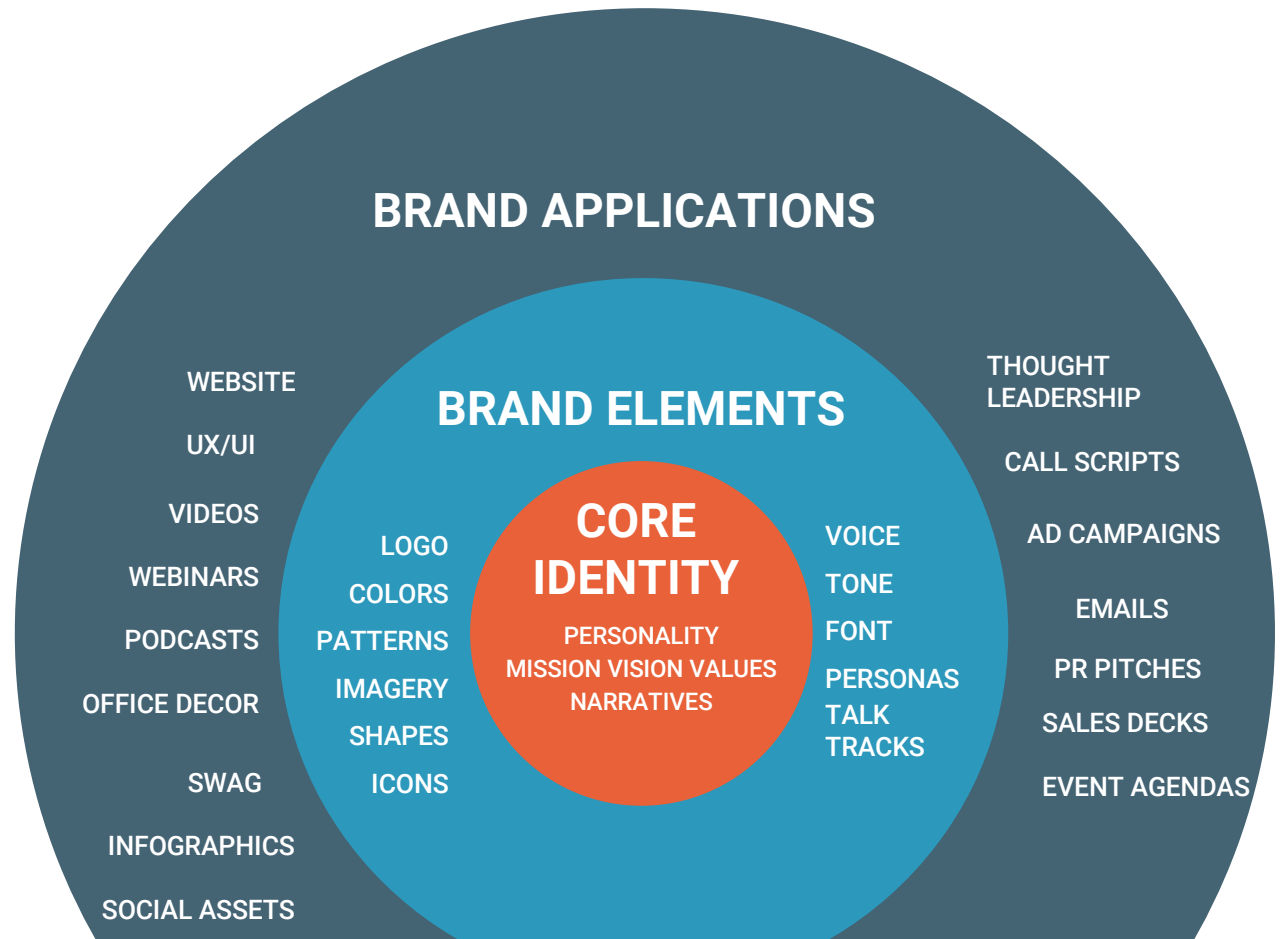 BRAND APPLICATIONS
WEBSITE
UX/UI
VIDEOS
WEBINARS
PODCASTS
OFFICE DECOR
SWAG
INFOGRAPHICS
SOCIAL ASSETS
BRAND ELEMENTS
LOGO
COLORS
PATTERNS
IMAGERY
SHAPES
ICONS
CORE
IDENTITY
PERSONALITY
MISSION VISION VALUES
NARRATIVES
VOICE
TONE
FONT
PERSONAS
TALK
TRACKS
THOUGHT
LEADERSHIP
CALL SCRIPTS
AD CAMPAIGNS
EMAILS
PR PITCHES
SALES DECKS
EVENT AGENDAS